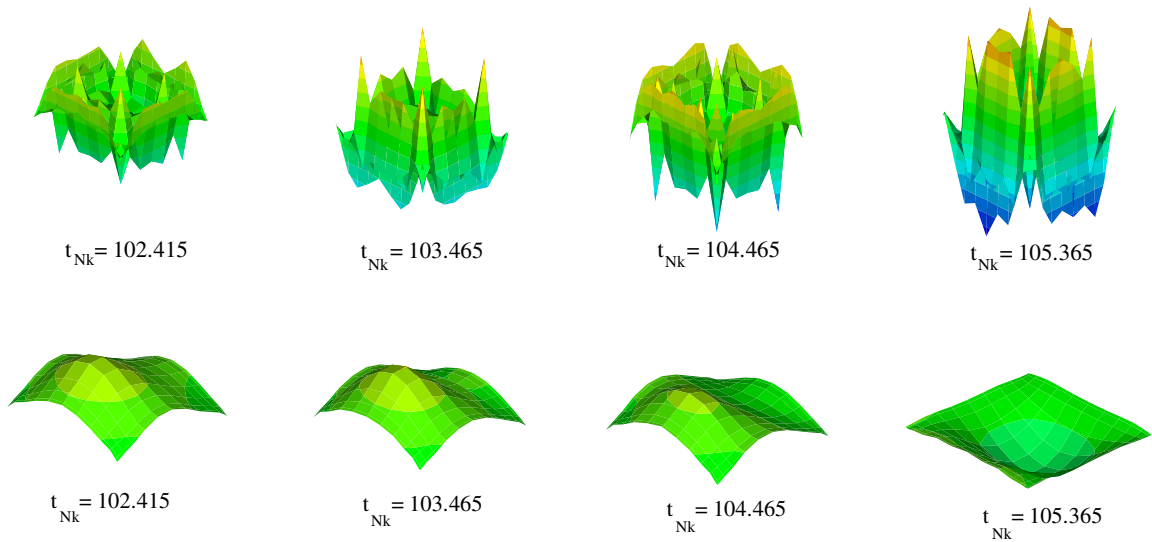 t_Nk = 102.415
t_Nk = 103.465
t_Nk = 104.465
t_Nk = 105.365
t_Nk = 102.415
t_Nk = 103.465
t_Nk = 104.465
t_Nk = 105.365